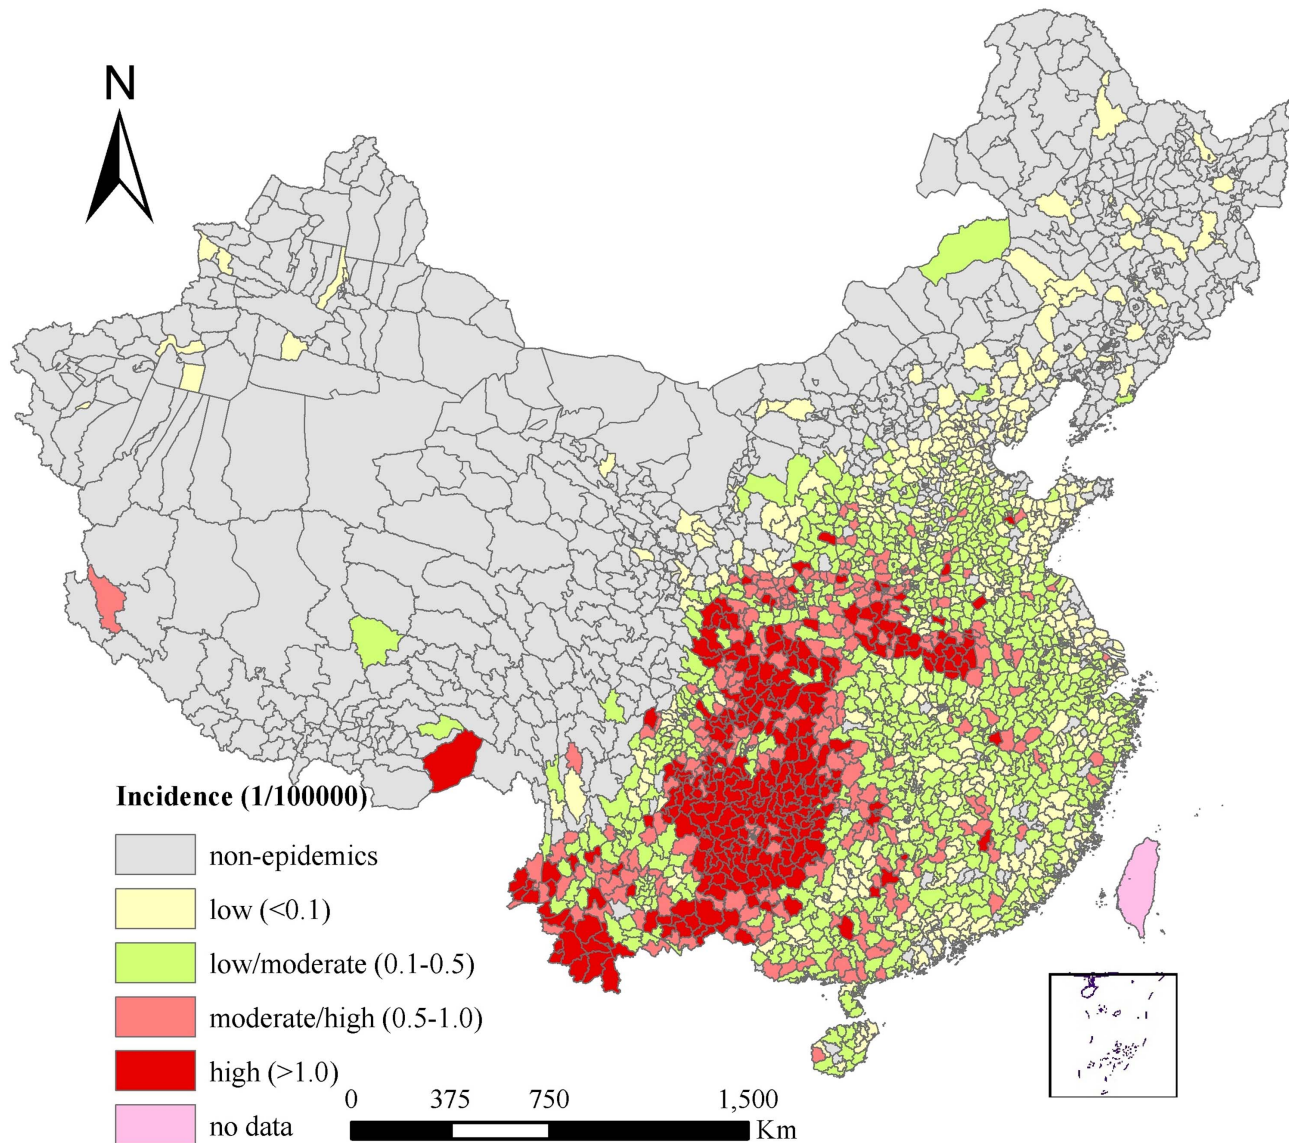 N
Incidence (1/100000)
non-epidemics
low (<0.1)
low/moderate (0.1-0.5)
moderate/high (0.5-1.0)
high (>1.0)
no data
0 375 750 1,500
Km